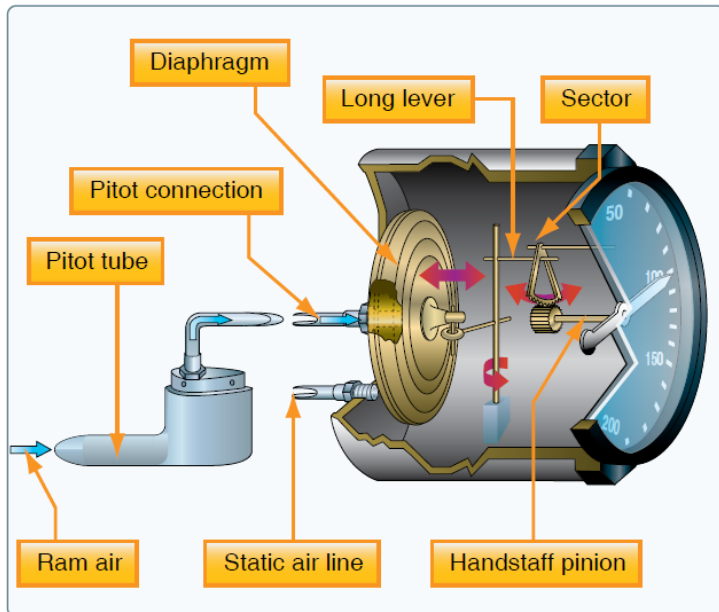 Diaphragm
Long lever
Sector
Pitot connection
Pitot tube
50
100
150
200
Ram air
Static air line
Handstaff pinion